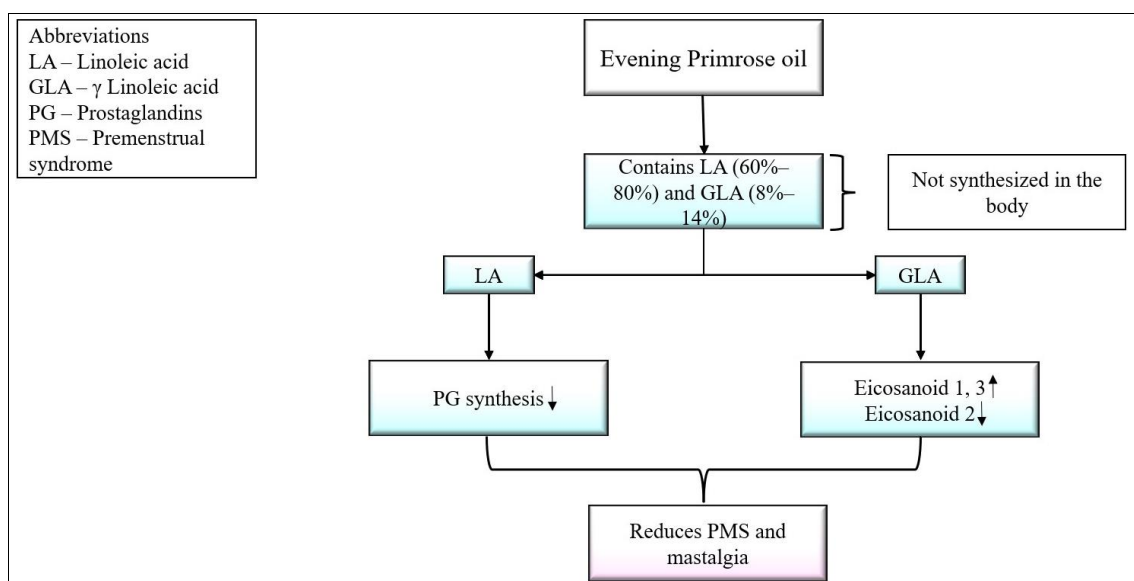 Abbreviations
LA – Linoleic acid
GLA – γ Linoleic acid
PG – Prostaglandins
PMS – Premenstrual
syndrome
Evening Primrose oil
Contains LA (60%–
80%) and GLA (8%–
14%)
Not synthesized in the
body
LA
GLA
PG synthesis↓
Eicosanoid 1, 3↑
Eicosanoid 2↓
Reduces PMS and
mastalgia